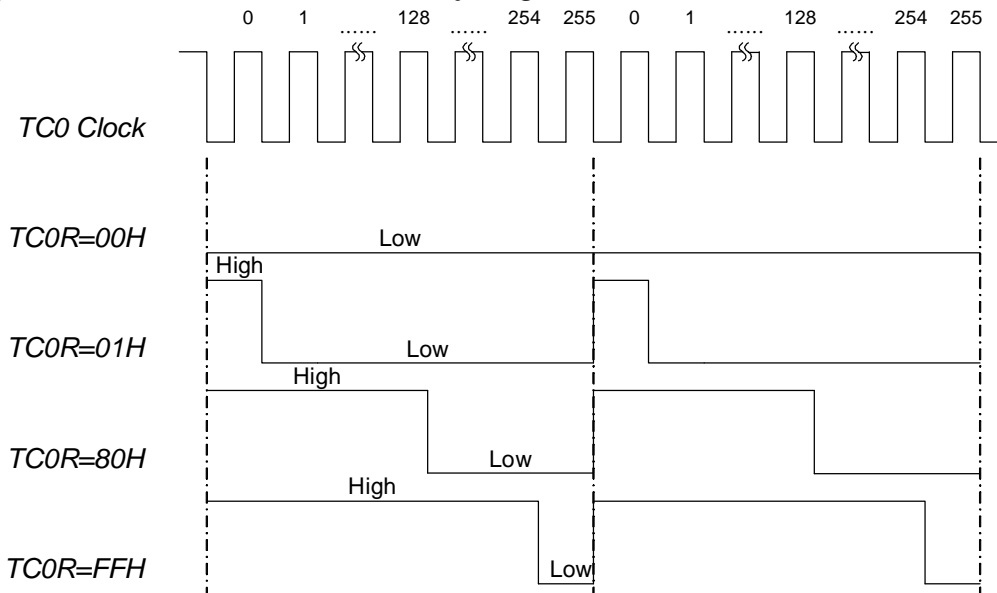 0 1 ...... 128 ...... 254 255 0 1 ...... 128 ...... 254 255
TC0 Clock
TC0R=00H
Low
High
TC0R=01H
Low
High
TC0R=80H
Low
High
TC0R=FFH
Low